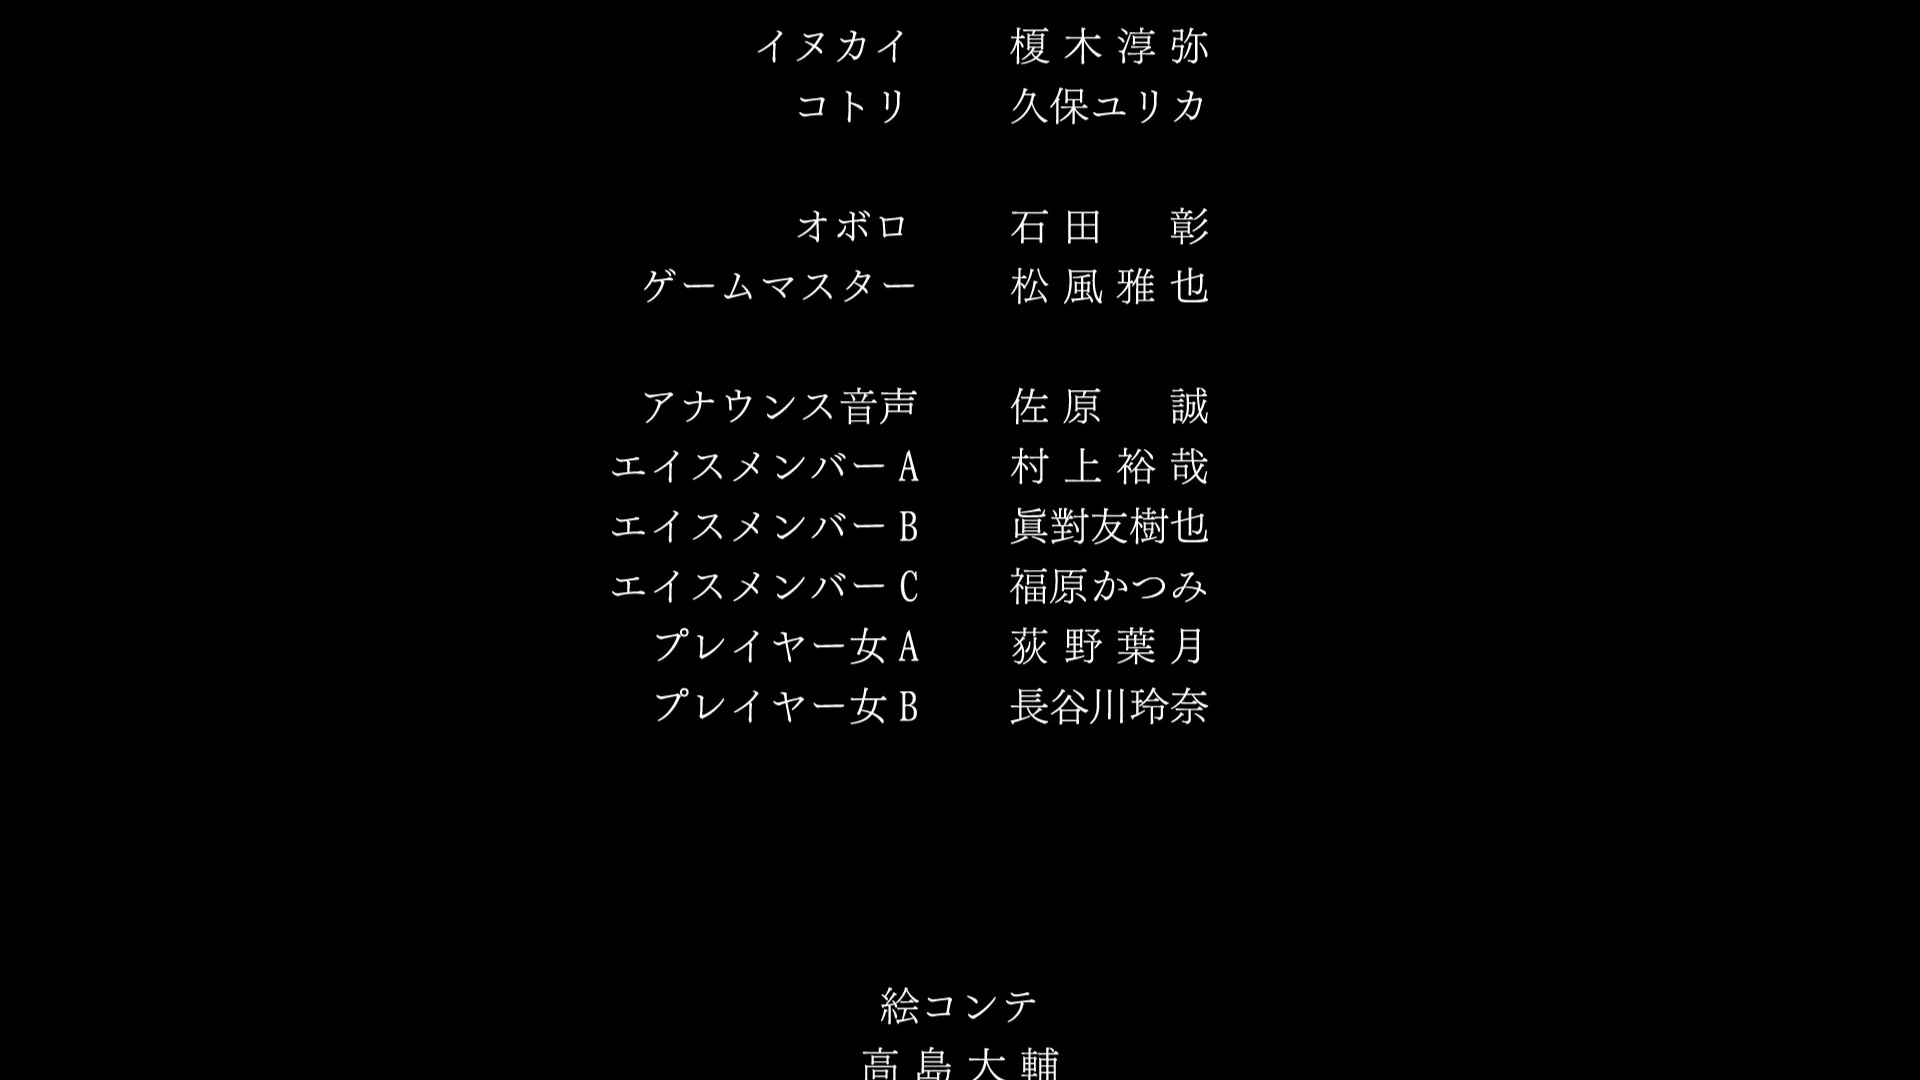 イヌカイ 榎木淳弥
コトリ 久保ユリカ
オボロ 石田 彰
ゲームマスター 松風雅也
アナウンス音声 佐原 誠
エイスメンバーA 村上裕哉
エイスメンバーB 眞對友樹也
エイスメンバーC 福原かつみ
プレイヤー女A 荻野葉月
プレイヤー女B 長谷川玲奈
絵コンテ
高島大輔